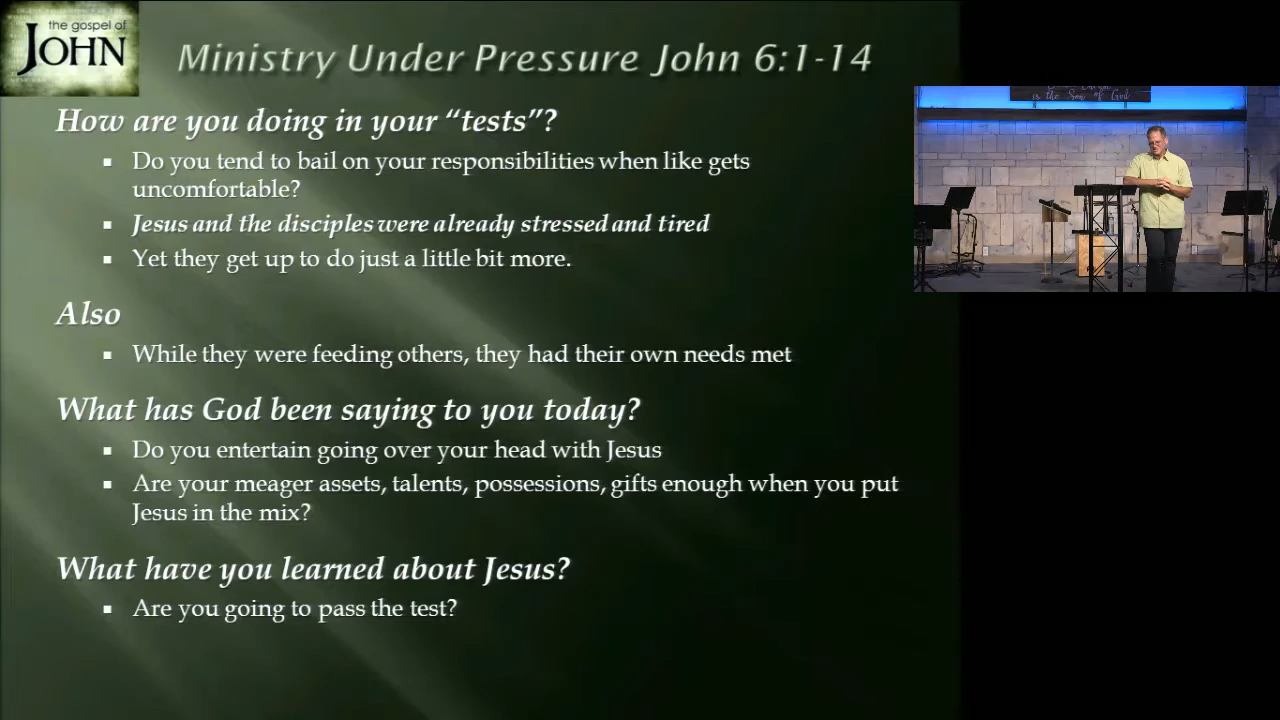 the gospel of
JOHN
Ministry Under Pressure John 6:1-14
How are you doing in your “tests”?
▪ Do you tend to bail on your responsibilities when like gets
uncomfortable?
▪ Jesus and the disciples were already stressed and tired
▪ Yet they get up to do just a little bit more.
Also
▪ While they were feeding others, they had their own needs met
What has God been saying to you today?
▪ Do you entertain going over your head with Jesus
▪ Are your meager assets, talents, possessions, gifts enough when you put
Jesus in the mix?
What have you learned about Jesus?
▪ Are you going to pass the test?
is the Son of God